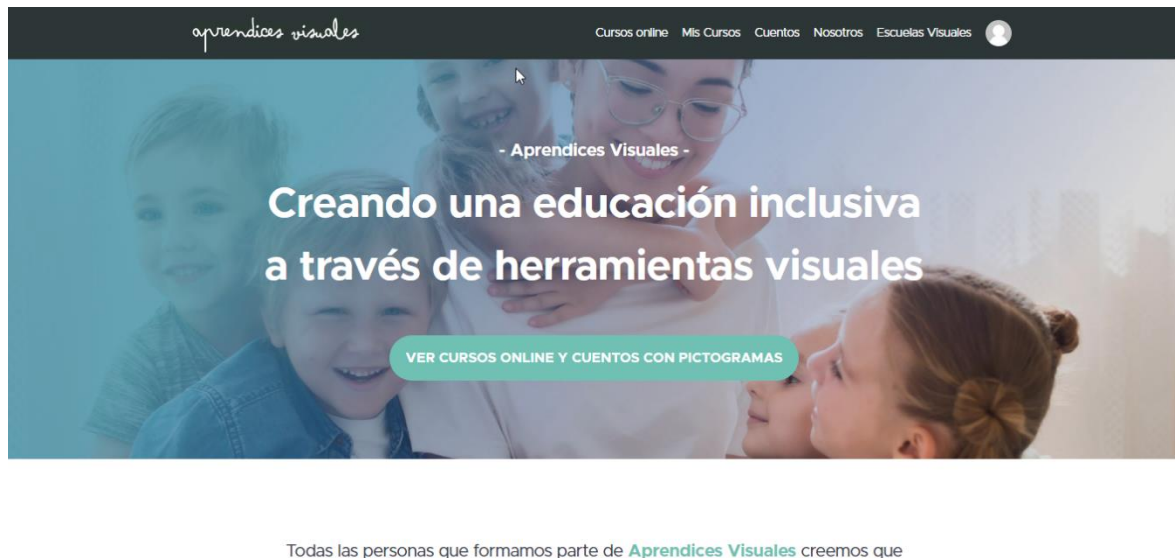 aprendices visuales
Cursos online Mis Cursos Cuentos Nosotros Escuelas Visuales
- Aprendices Visuales -
Creando una educación inclusiva
a través de herramientas visuales
VER CURSOS ONLINE Y CUENTOS CON PICTOGRAMAS
Todas las personas que formamos parte de Aprendices Visuales creemos que